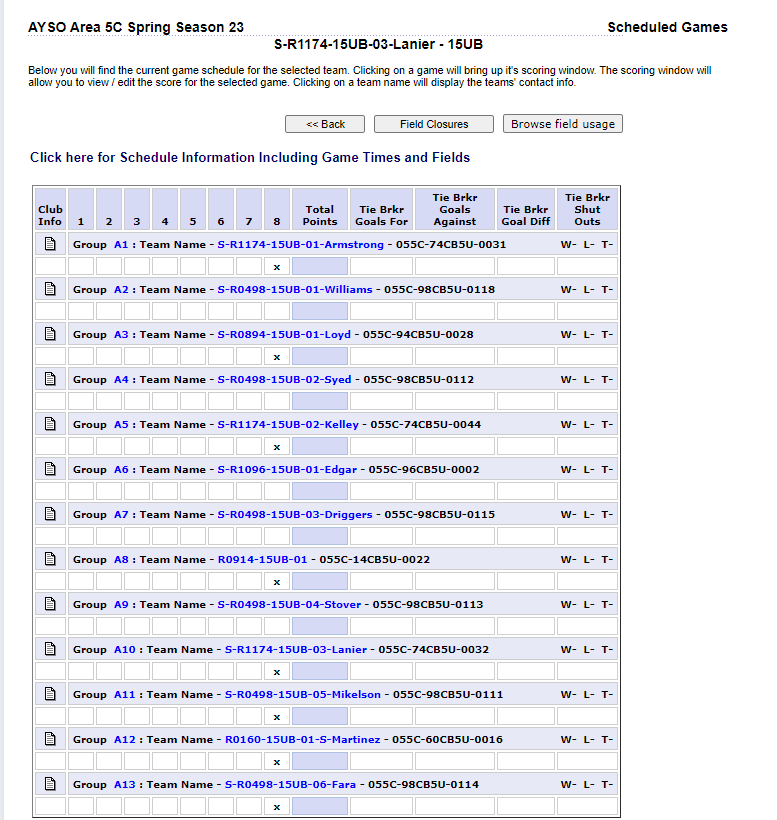 AYSO Area 5C Spring Season 23 Scheduled Games
S-R1174-15UB-03-Lanier - 15UB
Below you will find the current game schedule for the selected team. Clicking on a game will bring up it's scoring window. The scoring window will
allow you to view / edit the score for the selected game. Clicking on a team name will display the teams' contact info.
<< Back Field Closures Browse field usage
Click here for Schedule Information Including Game Times and Fields
Club Info 1 2 3 4 5 6 7 8 Total Points Tie Brkr Goals For Tie Brkr Goals Against Tie Brkr Goal Diff Tie Brkr Shut Outs
Group A1 : Team Name - S-R1174-15UB-01-Armstrong - 055C-74CB5U-0031 W- L- T-
x
Group A2 : Team Name - S-R0498-15UB-01-Williams - 055C-98CB5U-0118 W- L- T-
Group A3 : Team Name - S-R0894-15UB-01-Loyd - 055C-94CB5U-0028 W- L- T-
x
Group A4 : Team Name - S-R0498-15UB-02-Syed - 055C-98CB5U-0112 W- L- T-
Group A5 : Team Name - S-R1174-15UB-02-Kelley - 055C-74CB5U-0044 W- L- T-
x
Group A6 : Team Name - S-R1096-15UB-01-Edgar - 055C-96CB5U-0002 W- L- T-
Group A7 : Team Name - S-R0498-15UB-03-Driggers - 055C-98CB5U-0115 W- L- T-
Group A8 : Team Name - R0914-15UB-01 - 055C-14CB5U-0022 W- L- T-
x
Group A9 : Team Name - S-R0498-15UB-04-Stover - 055C-98CB5U-0113 W- L- T-
Group A10 : Team Name - S-R1174-15UB-03-Lanier - 055C-74CB5U-0032 W- L- T-
x
Group A11 : Team Name - S-R0498-15UB-05-Mikelson - 055C-98CB5U-0111 W- L- T-
x
Group A12 : Team Name - R0160-15UB-01-S-Martinez - 055C-60CB5U-0016 W- L- T-
x
Group A13 : Team Name - S-R0498-15UB-06-Fara - 055C-98CB5U-0114 W- L- T-
x